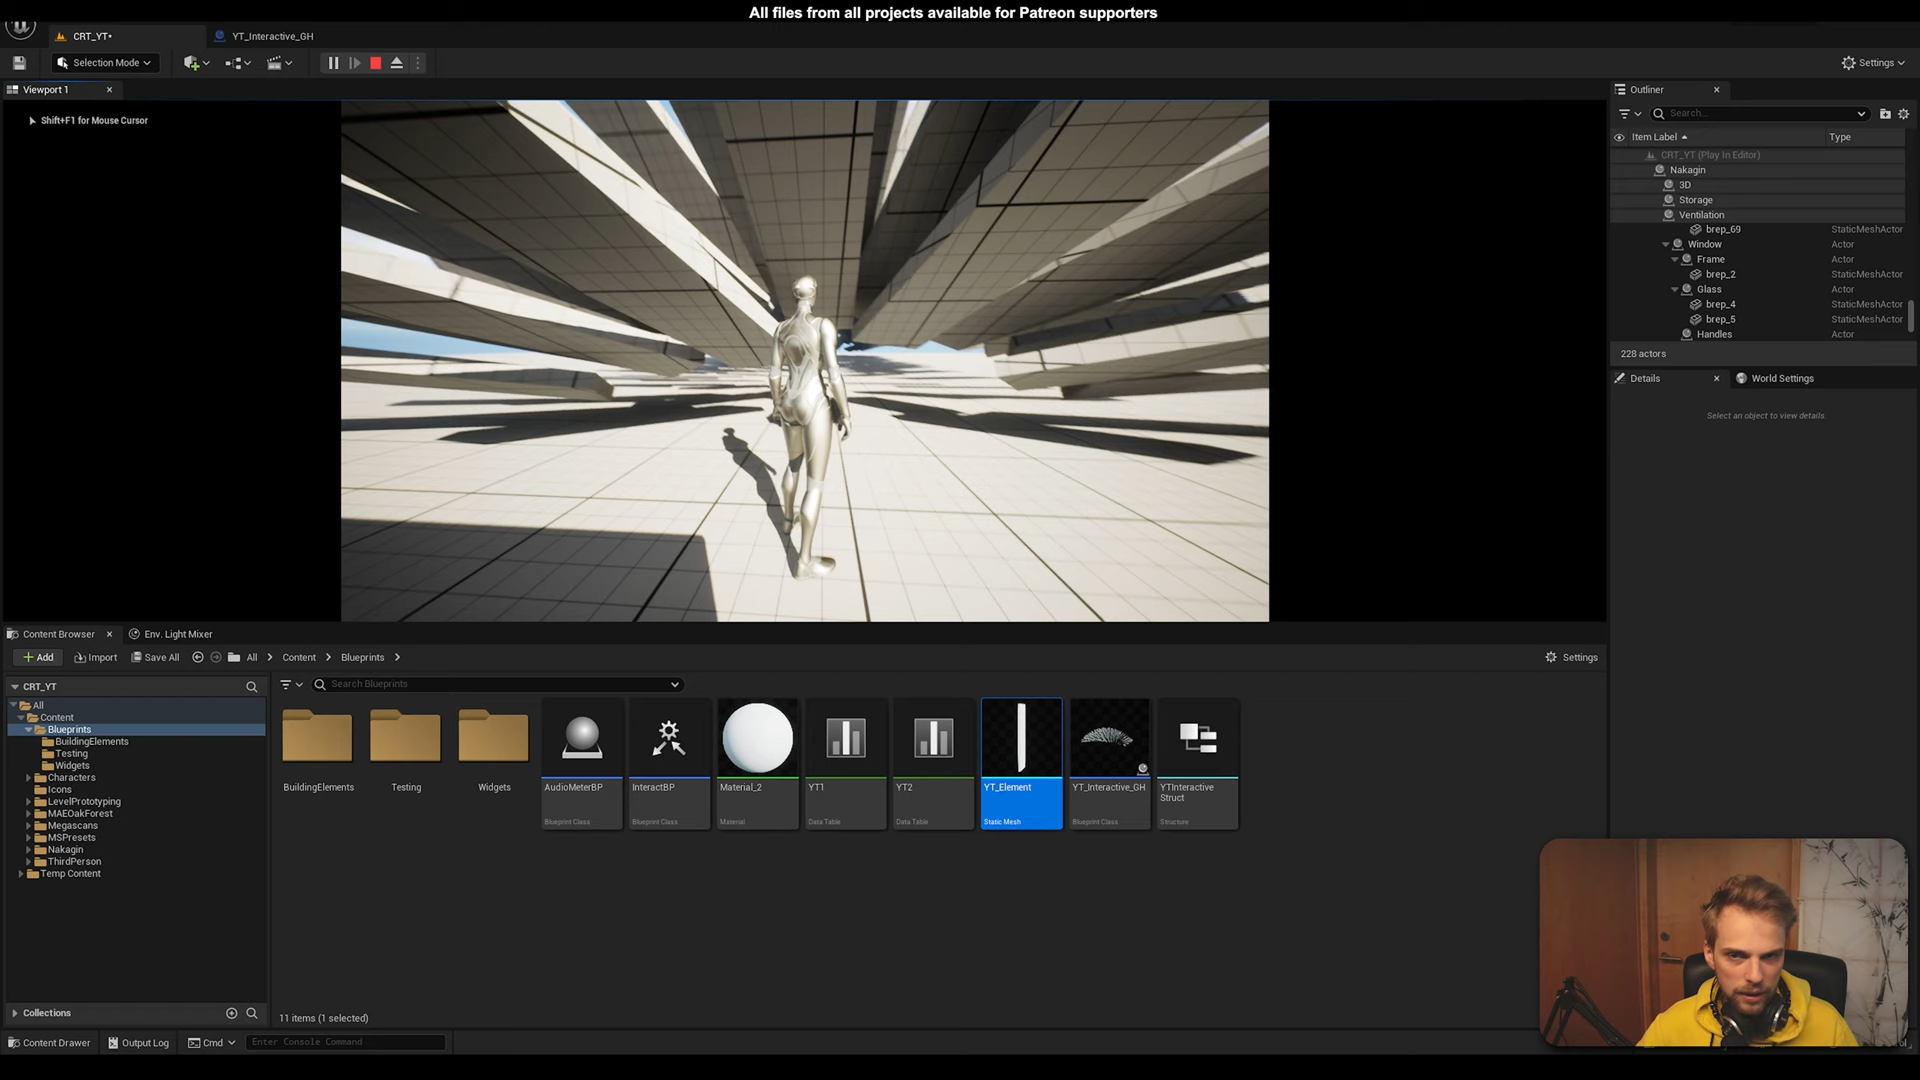 All files from all projects available for Patreon supporters
CRT_YT•
YT_Interactive_GH
Selection Mode
Settings
Viewport 1
Shift+F1 for Mouse Cursor
Outliner
Search...
Item Label
Type
CRT_YT (Play In Editor)
Nakagin
3D
Storage
Ventilation
brep_69 StaticMeshActor
Window Actor
Frame Actor
brep_2 StaticMeshActor
Glass Actor
brep_4 StaticMeshActor
brep_5 StaticMeshActor
Handles Actor
228 actors
Details
World Settings
Select an object to view details.
Content Browser
Env. Light Mixer
Add
Import
Save All
All
Content
Blueprints
Settings
CRT_YT
Search Blueprints
All
Content
Blueprints
BuildingElements
Testing
Widgets
Characters
Icons
LevelPrototyping
MAEOakForest
Megascans
MSPresets
Nakagin
ThirdPerson
Temp Content
BuildingElements
Testing
Widgets
AudioMeterBP
Blueprint Class
InteractBP
Blueprint Class
Material_2
Material
YT1
Data Table
YT2
Data Table
YT_Element
Static Mesh
YT_Interactive_GH
Blueprint Class
YTInteractive
Struct
Structure
Collections
11 items (1 selected)
Content Drawer
Output Log
Cmd
Enter Console Command